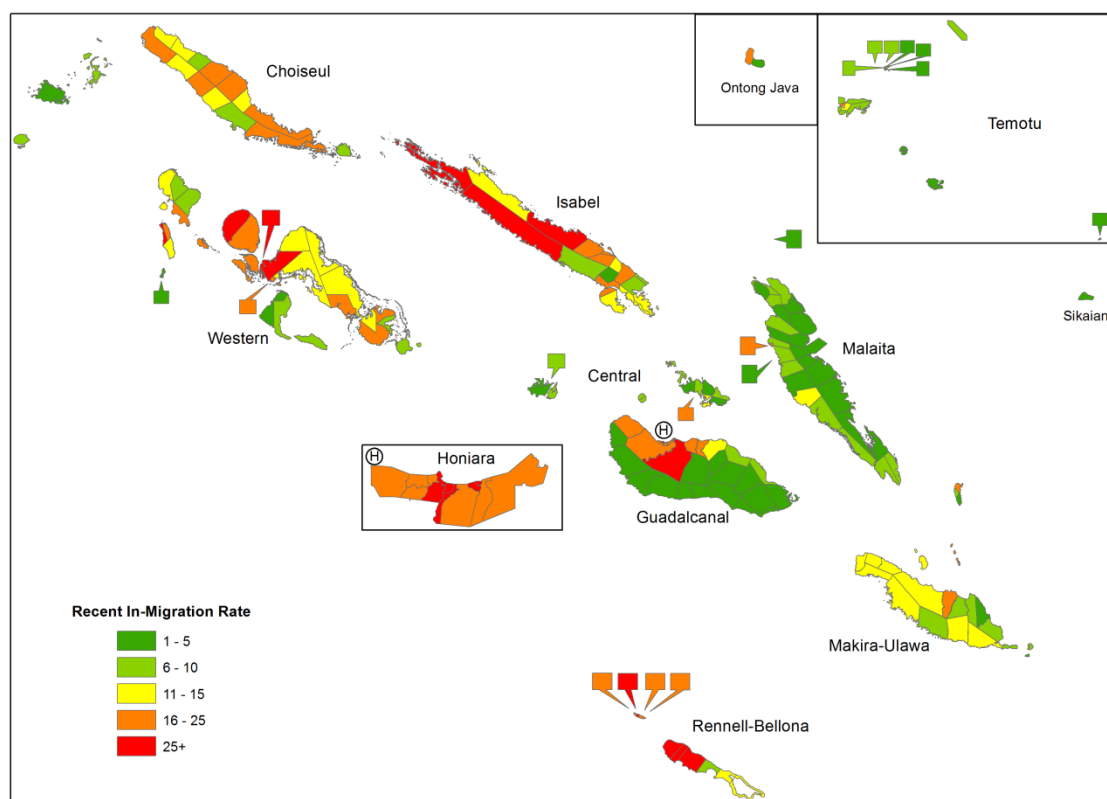 Choiseul
Ontong Java
Temotu
Isabel
Western
Malaita
Sikaian
Central
H
H
Honiara
Guadalcanal
Makira-Ulawa
Rennell-Bellona
Recent In-Migration Rate
1 - 5
6 - 10
11 - 15
16 - 25
25+